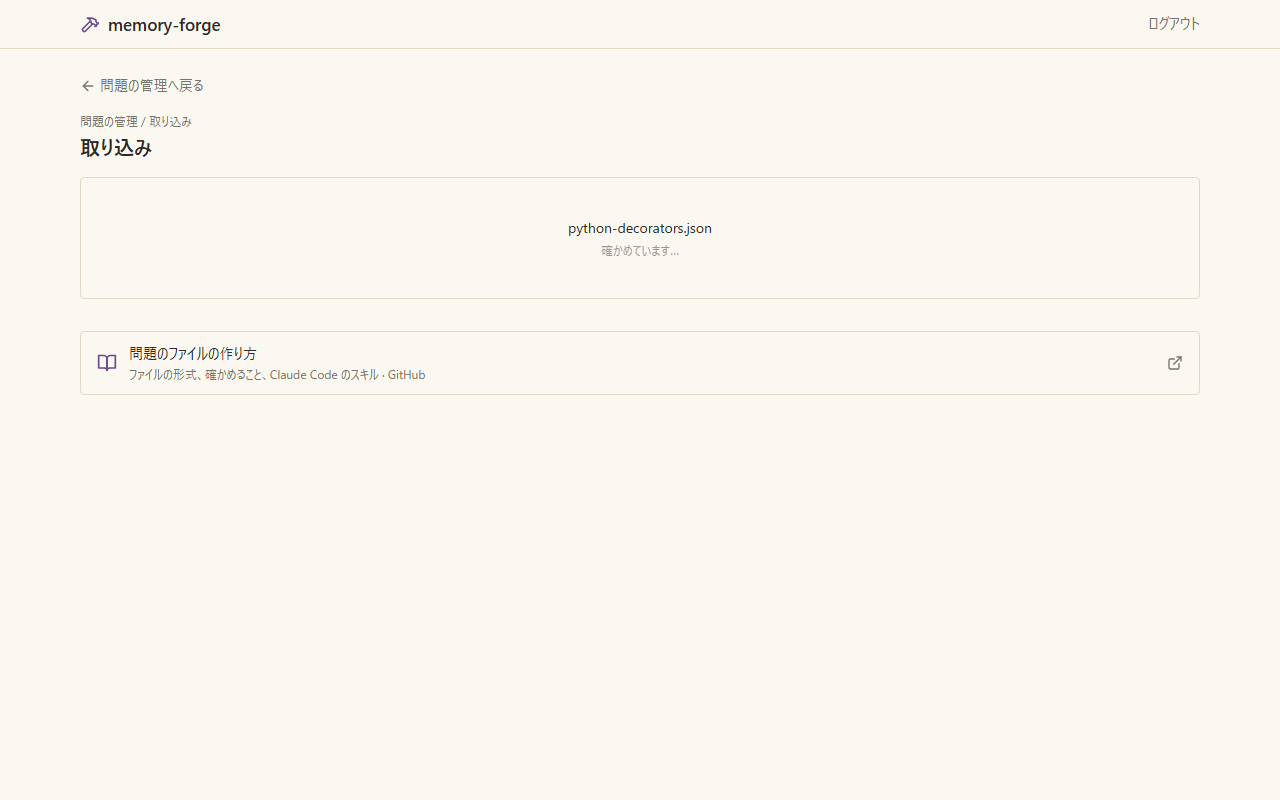 memory-forge
ログアウト
問題の管理へ戻る
問題の管理 / 取り込み
取り込み
python-decorators.json
確かめています...
問題のファイルの作り方
ファイルの形式、確かめること、Claude Code のスキル · GitHub